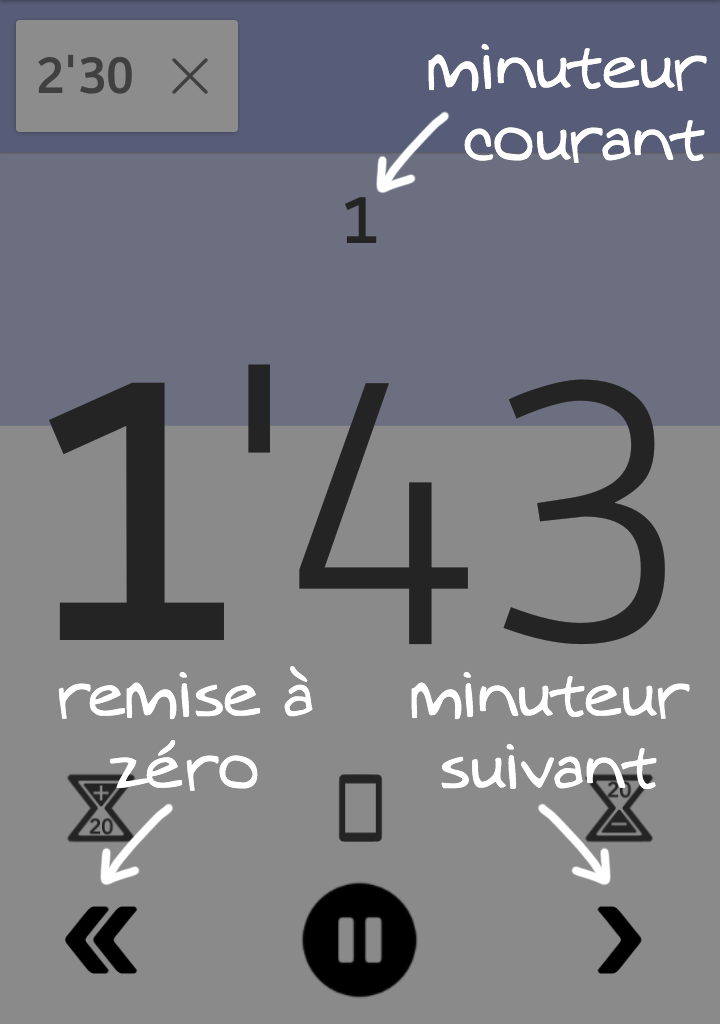 2'30
minuteur
courant
1
1'43
remise à
zéro
minuteur
suivant
+
20
20
−